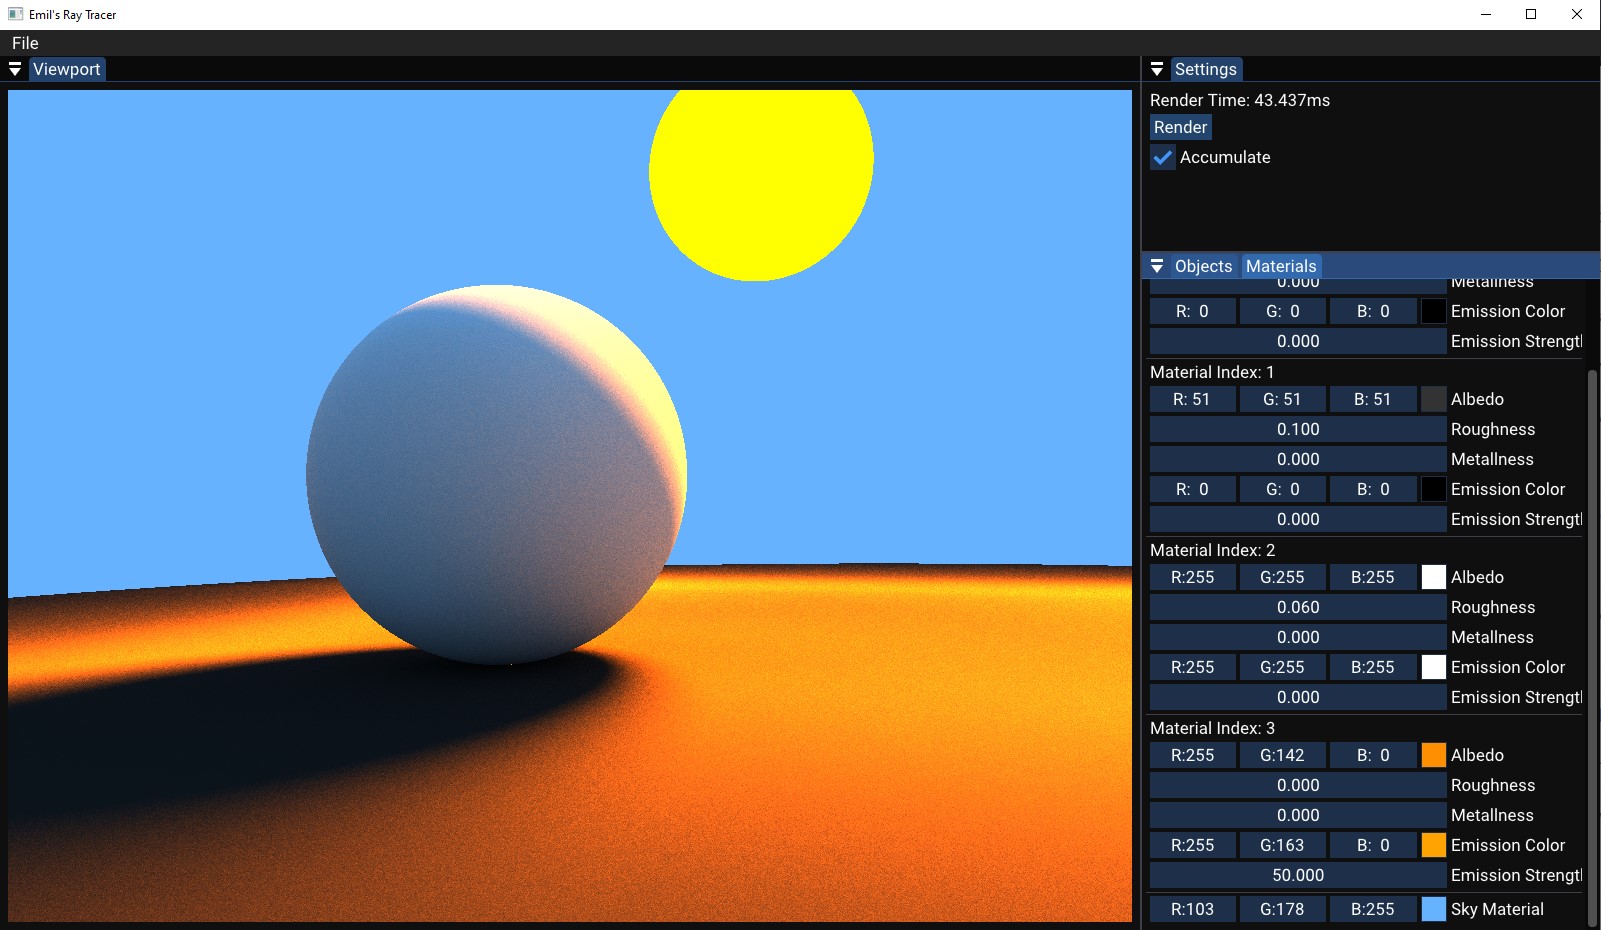 Emil's Ray Tracer
File
Viewport
Settings
Render Time: 43.437ms
Render
Accumulate
Objects Materials
0.000 Metallness
R: 0 G: 0 B: 0 Emission Color
0.000 Emission Strengt
Material Index: 1
R: 51 G: 51 B: 51 Albedo
0.100 Roughness
0.000 Metallness
R: 0 G: 0 B: 0 Emission Color
0.000 Emission Strengt
Material Index: 2
R:255 G:255 B:255 Albedo
0.060 Roughness
0.000 Metallness
R:255 G:255 B:255 Emission Color
0.000 Emission Strengt
Material Index: 3
R:255 G:142 B: 0 Albedo
0.000 Roughness
0.000 Metallness
R:255 G:163 B: 0 Emission Color
50.000 Emission Strengt
R:103 G:178 B:255 Sky Material